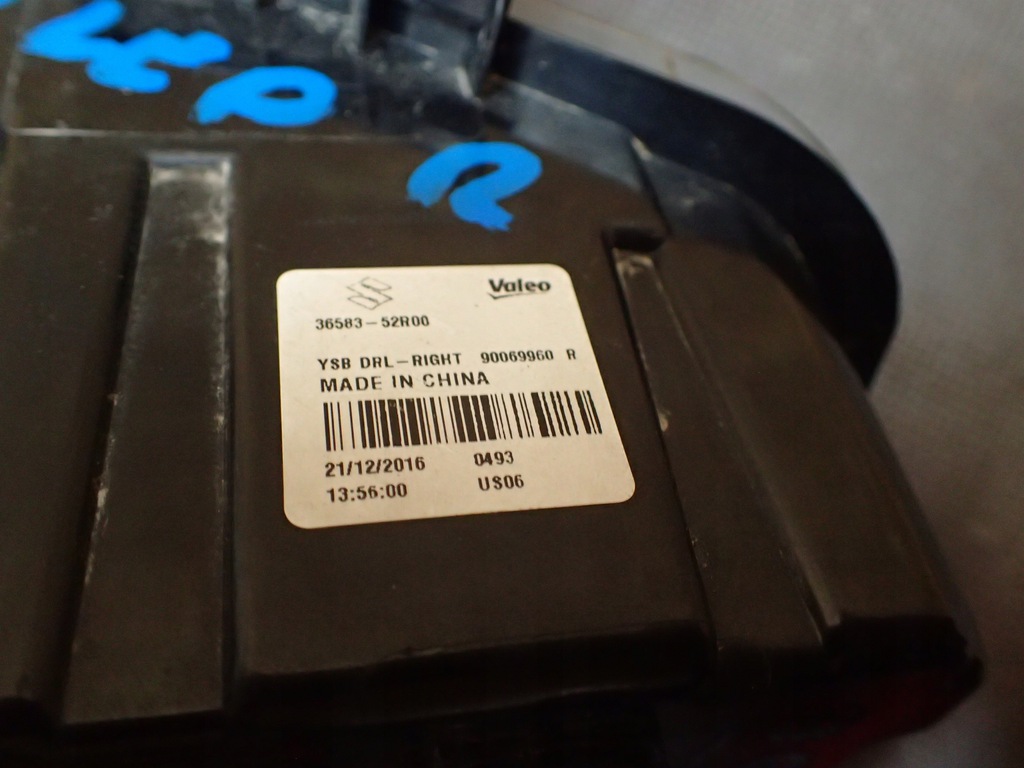 R
Valeo
36583-52R00
YSB DRL-RIGHT 90069960 R
MADE IN CHINA
21/12/2016 0493
13:56:00 US06